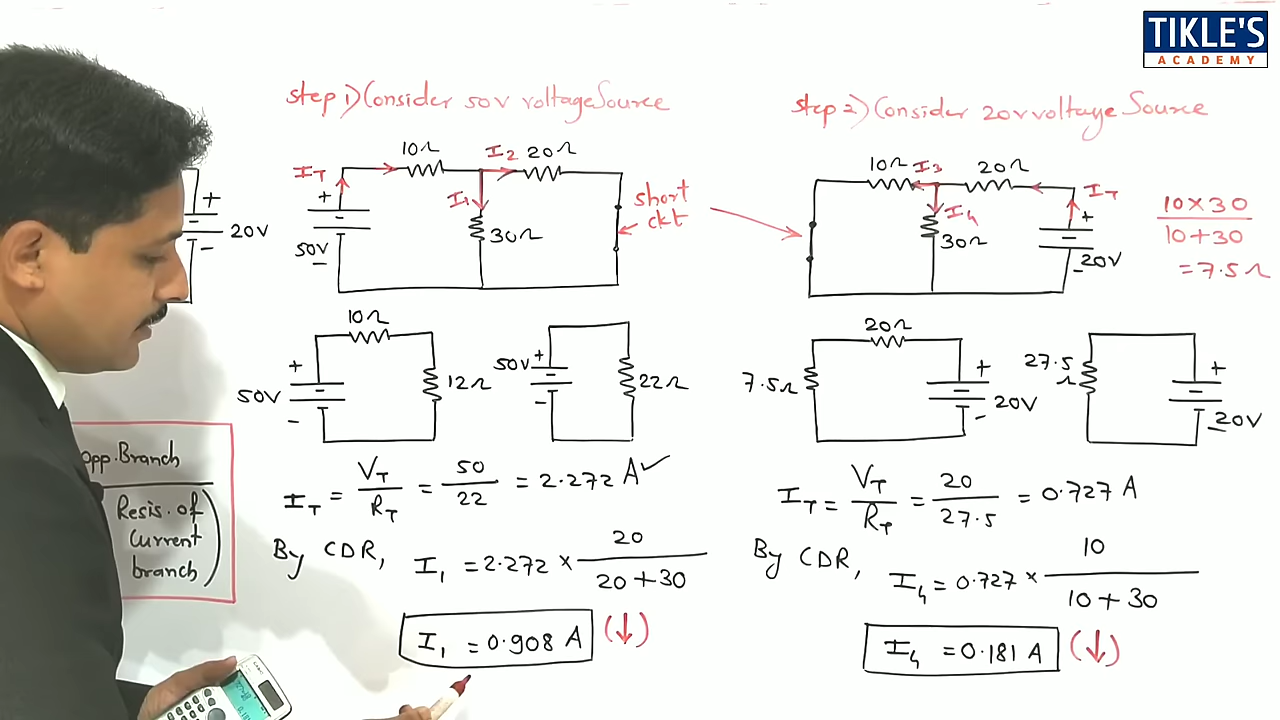 TIKLE'S
ACADEMY
step 1) Consider 50V voltage Source
step 2) Consider 20V voltage Source
20V
+
-
IT
10Ω
I2
20Ω
I1
30Ω
+
50V
-
short
ckt
10Ω
I3
20Ω
IT
I4
30Ω
+
-
20V
10 × 30
10 + 30
= 7.5 Ω
10Ω
+
50V
-
12Ω
50V
+
-
22Ω
20Ω
7.5Ω
+
-
20V
27.5
Ω
+
-
20V
opp. Branch
Resis. of
current
branch
IT = VT/RT = 50/22 = 2.272 A ✓
By CDR, I1 = 2.272 × 20/(20 + 30)
I1 = 0.908 A (↓)
IT = VT/RT = 20/27.5 = 0.727 A
By CDR, I4 = 0.727 × 10/(10 + 30)
I4 = 0.181 A (↓)